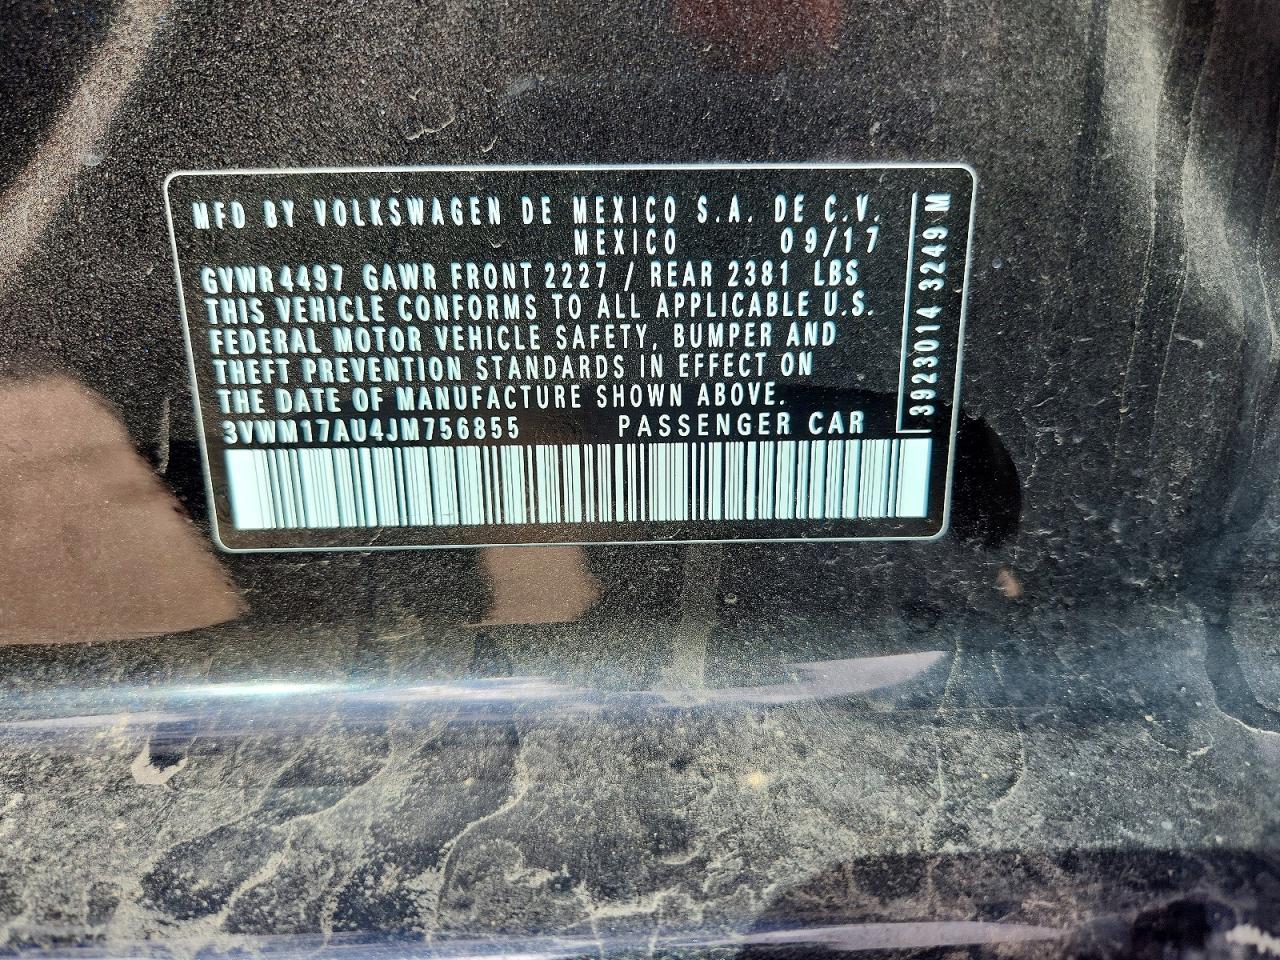 MFD BY VOLKSWAGEN DE MEXICO S.A. DE C.V.
MEXICO 09/17
GVWR 4497 GAWR FRONT 2227 / REAR 2381 LBS
THIS VEHICLE CONFORMS TO ALL APPLICABLE U.S.
FEDERAL MOTOR VEHICLE SAFETY, BUMPER AND
THEFT PREVENTION STANDARDS IN EFFECT ON
THE DATE OF MANUFACTURE SHOWN ABOVE.
3VWM17AU4JM756855 PASSENGER CAR
3923014 3249 M